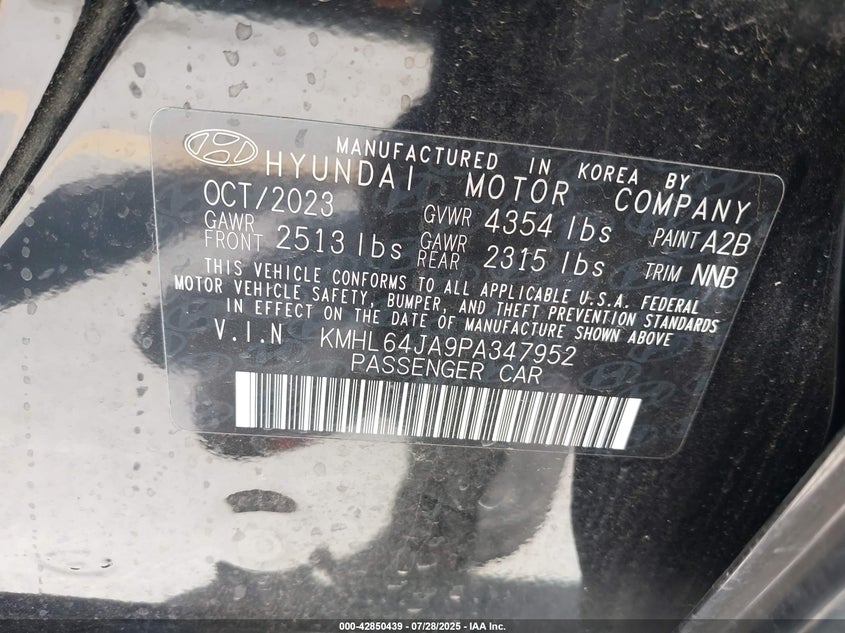 MANUFACTURED IN KOREA BY
HYUNDAI MOTOR COMPANY
OCT/2023 GVWR 4354 lbs PAINT A2B
GAWR FRONT 2513 lbs GAWR REAR 2315 lbs TRIM NNB
THIS VEHICLE CONFORMS TO ALL APPLICABLE U.S.A. FEDERAL
MOTOR VEHICLE SAFETY, BUMPER, AND THEFT PREVENTION STANDARDS
IN EFFECT ON THE DATE OF MANUFACTURE SHOWN ABOVE
V.I.N KMHL64JA9PA347952
PASSENGER CAR
000-42850439 / 07/28/2025 - IAA Inc.